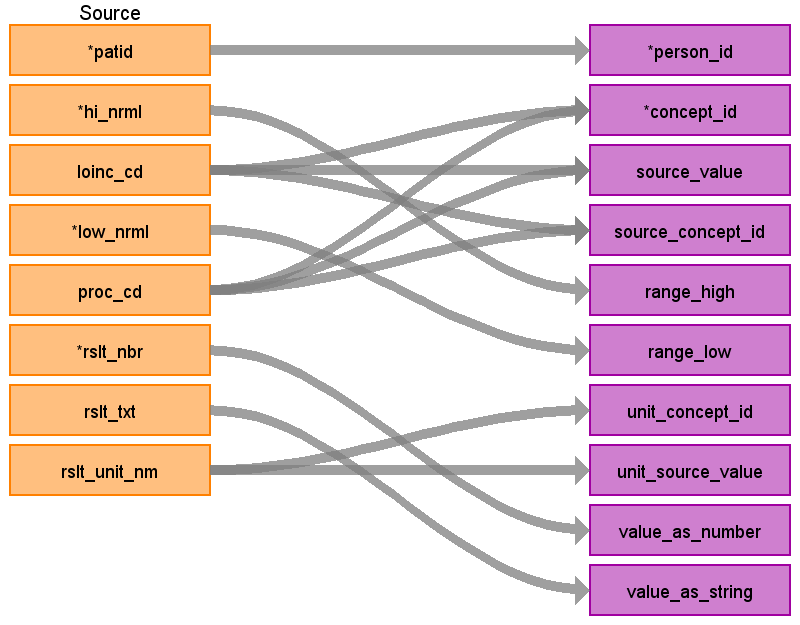 Source
*patid
*person_id
*hi_nrml
*concept_id
loinc_cd
source_value
*low_nrml
source_concept_id
proc_cd
range_high
*rslt_nbr
range_low
rslt_txt
unit_concept_id
rslt_unit_nm
unit_source_value
value_as_number
value_as_string